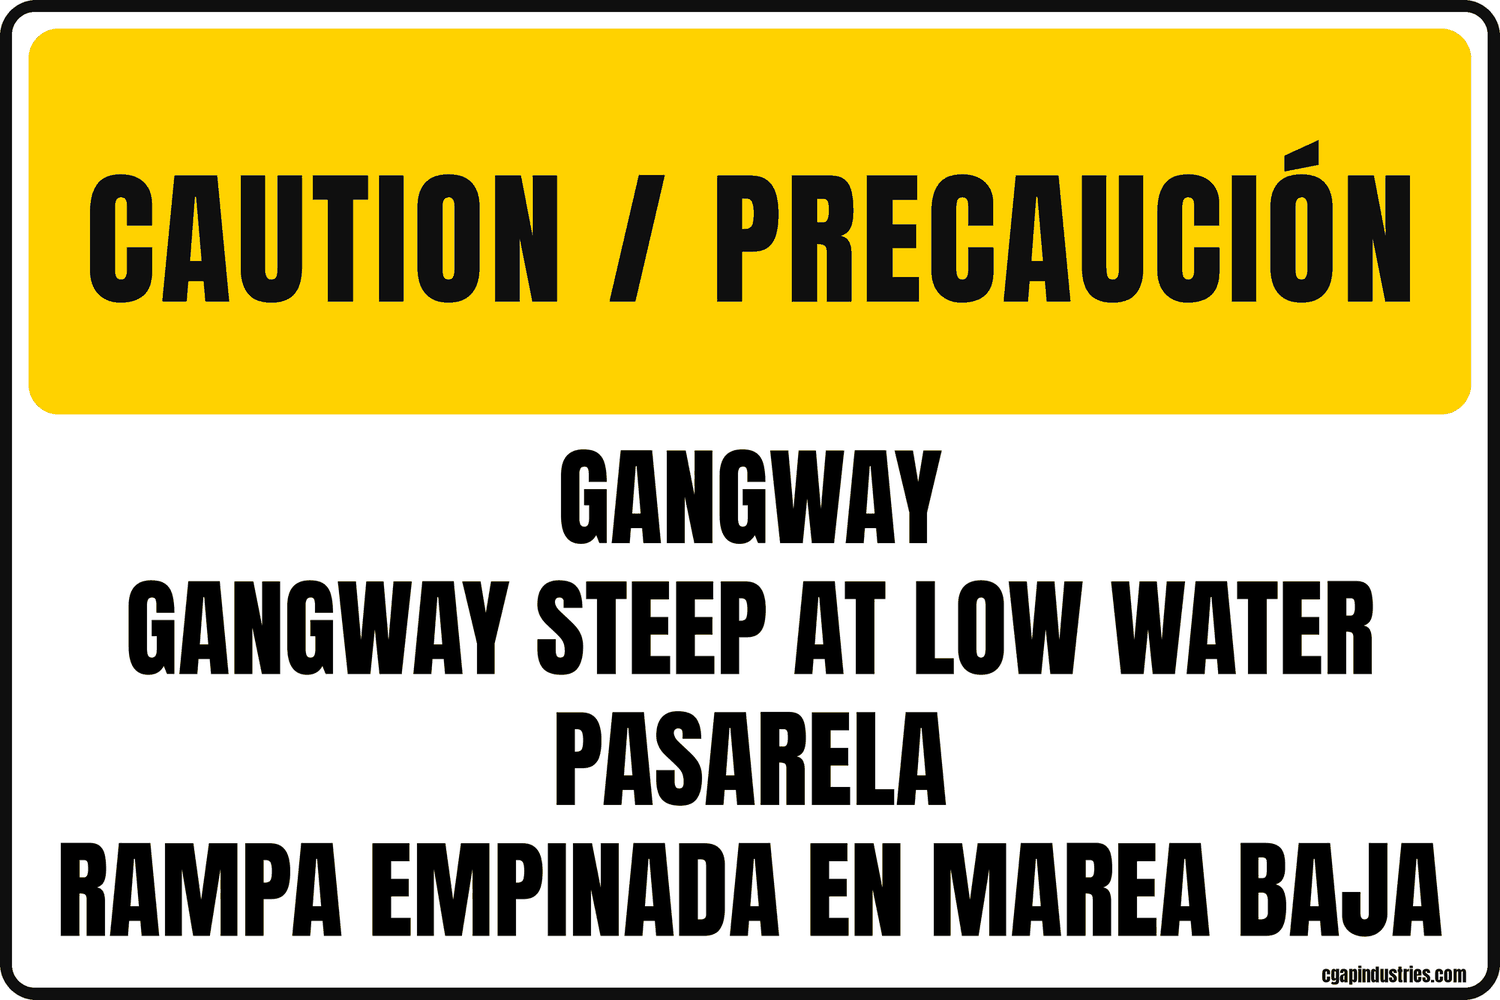 CAUTION / PRECAUCIÓN
GANGWAY
GANGWAY STEEP AT LOW WATER
PASARELA
RAMPA EMPINADA EN MAREA BAJA
cgapindustries.com